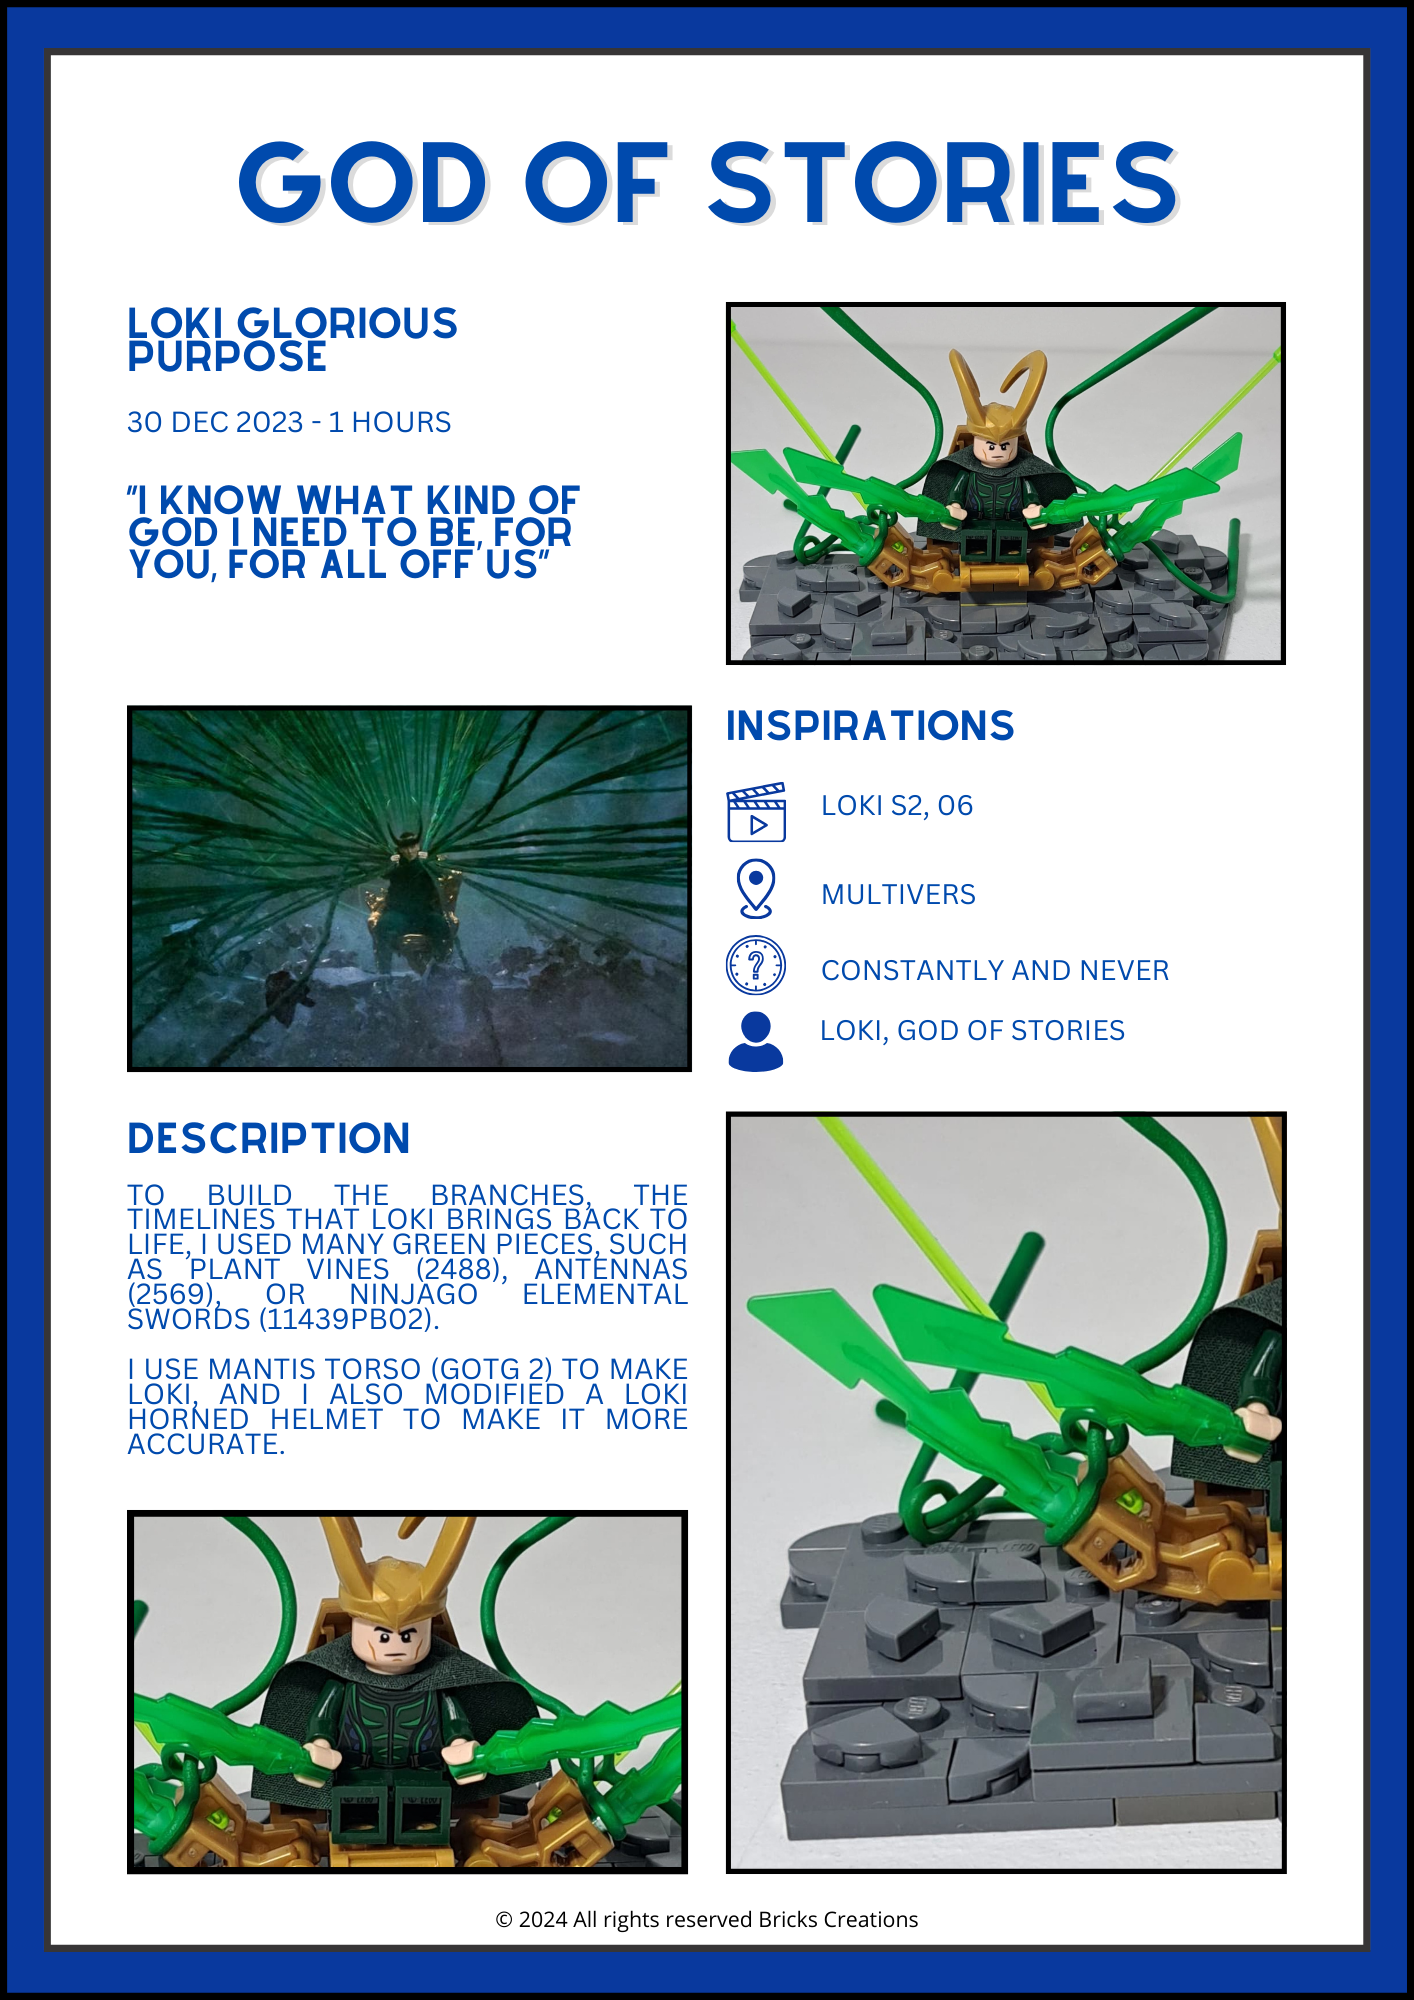 GOD OF STORIES
LOKI GLORIOUS
PURPOSE
30 DEC 2023 - 1 HOURS
"I KNOW WHAT KIND OF
GOD I NEED TO BE, FOR
YOU, FOR ALL OFF US"
INSPIRATIONS
LOKI S2, 06
MULTIVERS
?
CONSTANTLY AND NEVER
LOKI, GOD OF STORIES
DESCRIPTION
TO BUILD THE BRANCHES, THE
TIMELINES THAT LOKI BRINGS BACK TO
LIFE, I USED MANY GREEN PIECES, SUCH
AS PLANT VINES (2488), ANTENNAS
(2569), OR NINJAGO ELEMENTAL
SWORDS (11439PB02).
I USE MANTIS TORSO (GOTG 2) TO MAKE
LOKI, AND I ALSO MODIFIED A LOKI
HORNED HELMET TO MAKE IT MORE
ACCURATE.
© 2024 All rights reserved Bricks Creations